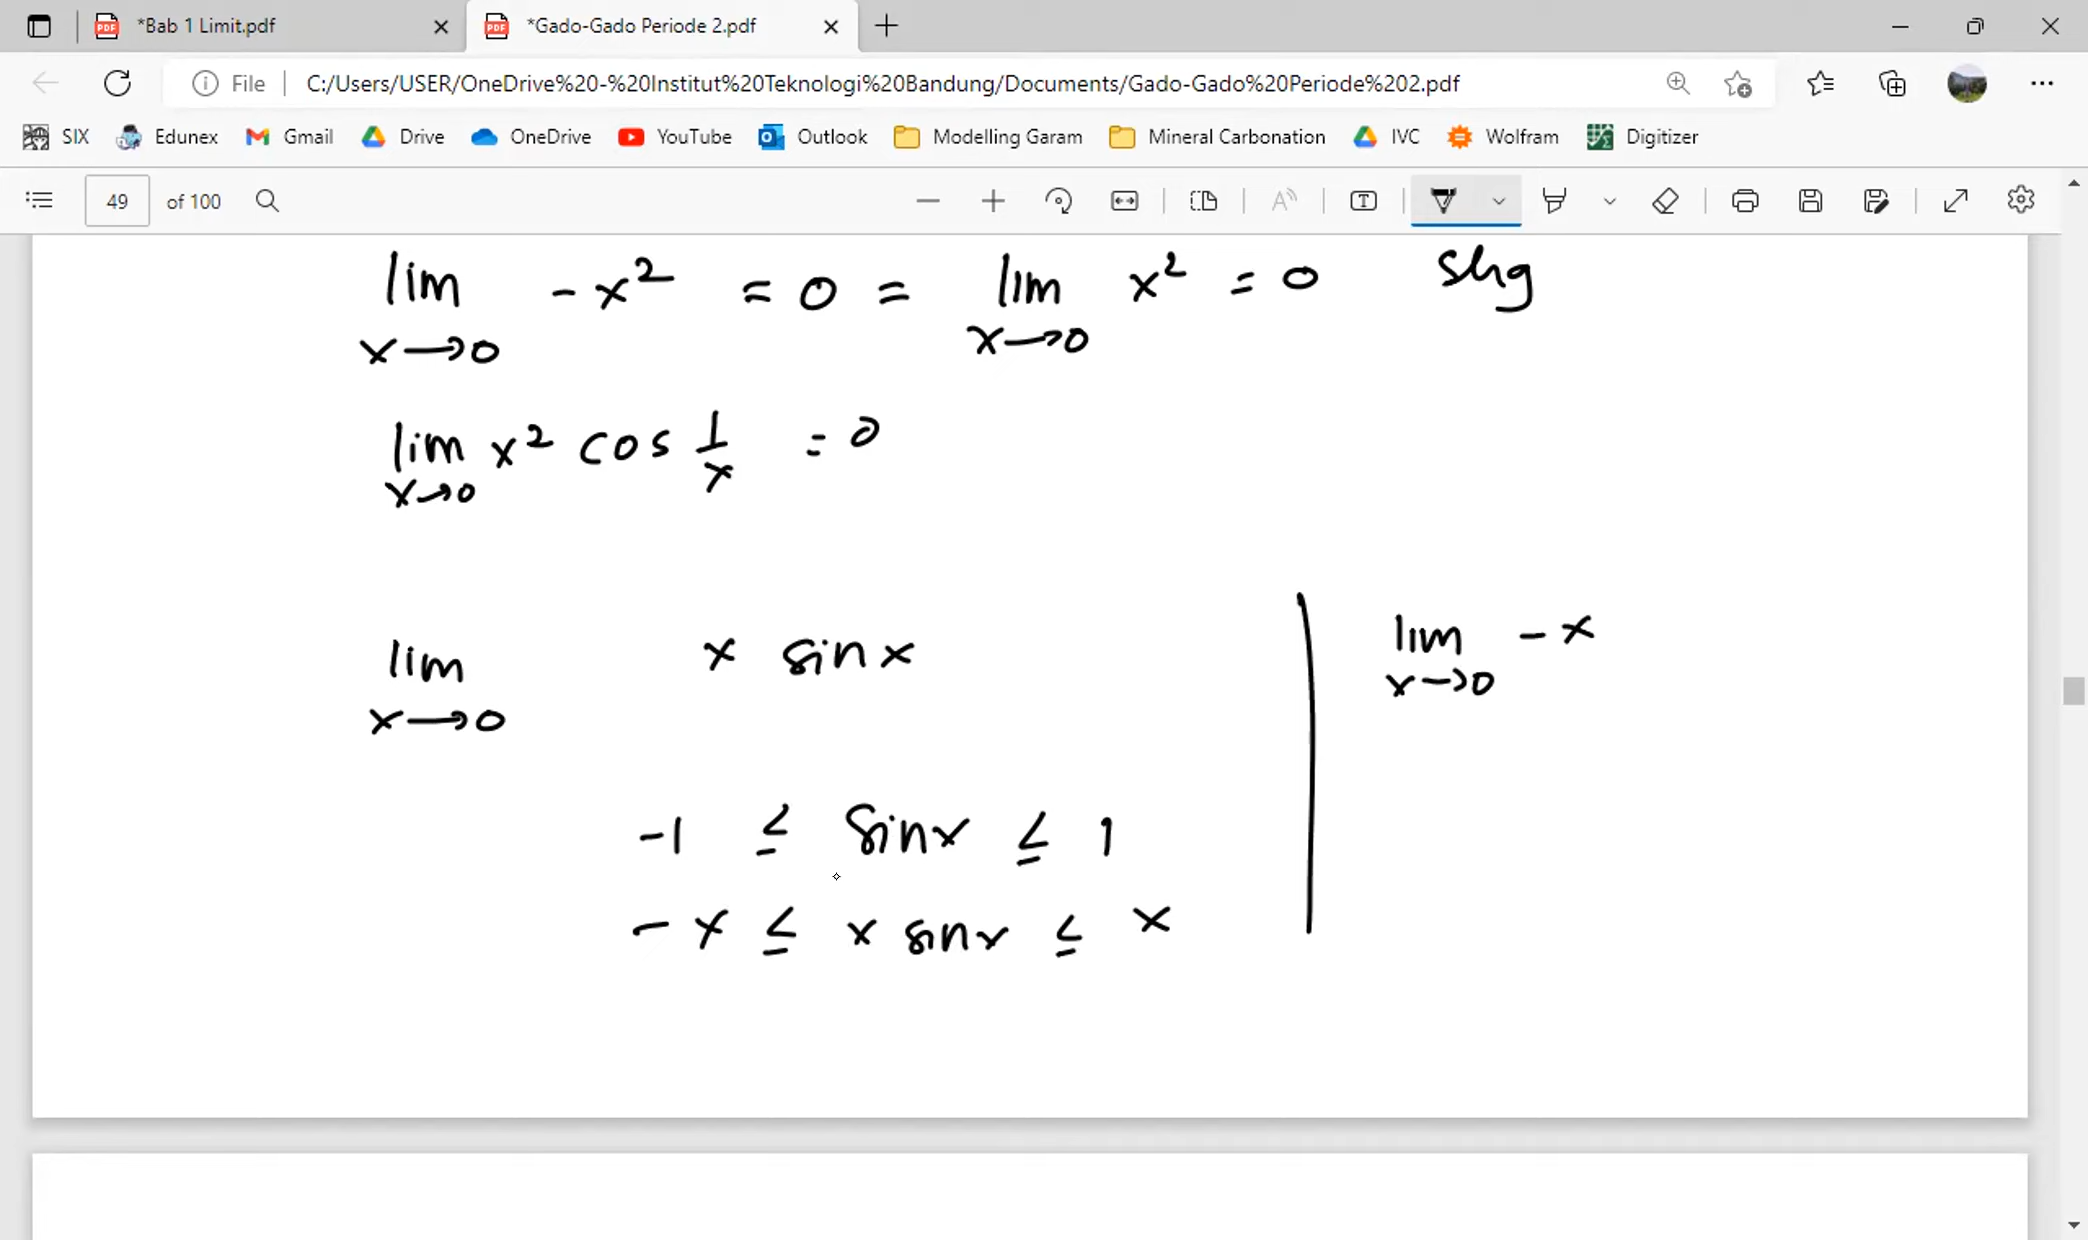 *Bab 1 Limit.pdf
*Gado-Gado Periode 2.pdf
File
C:/Users/USER/OneDrive%20-%20Institut%20Teknologi%20Bandung/Documents/Gado-Gado%20Periode%202.pdf
SIX Edunex Gmail Drive OneDrive YouTube Outlook Modelling Garam Mineral Carbonation IVC Wolfram Digitizer
49 of 100
lim x→0 -x² = 0 = lim x→0 x² = 0 shg
lim x→0 x² cos 1/x = 0
lim x→0 x sin x
lim x→0 -x
-1 ≤ sin x ≤ 1
-x ≤ x sin x ≤ x